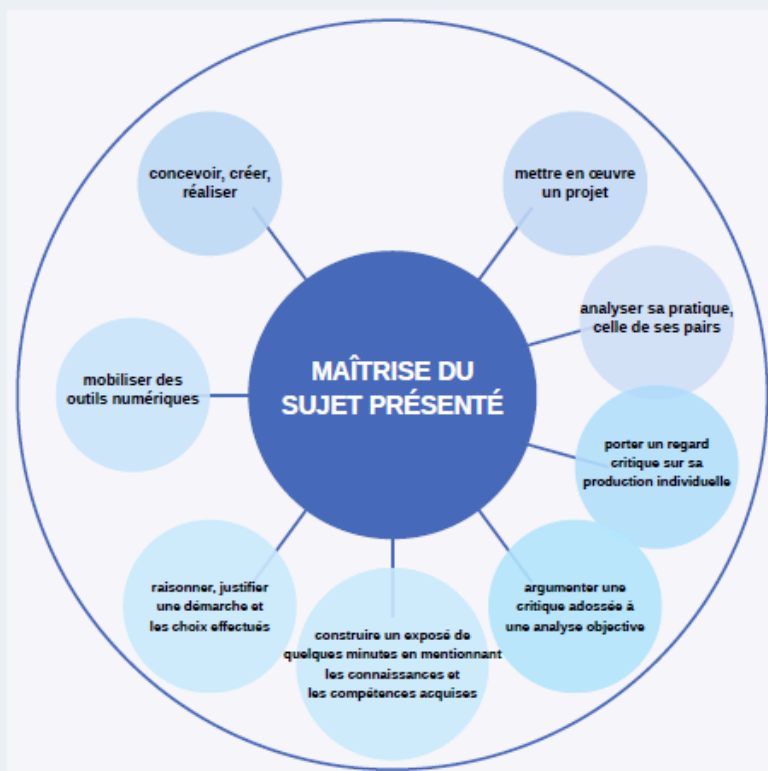 concevoir, créer,
réaliser
mettre en œuvre
un projet
analyser sa pratique,
celle de ses pairs
MAÎTRISE DU
SUJET PRÉSENTÉ
mobiliser des
outils numériques
porter un regard
critique sur sa
production individuelle
raisonner, justifier
une démarche et
les choix effectués
argumenter une
critique adossée à
une analyse objective
construire un exposé de
quelques minutes en mentionnant
les connaissances et
les compétences acquises